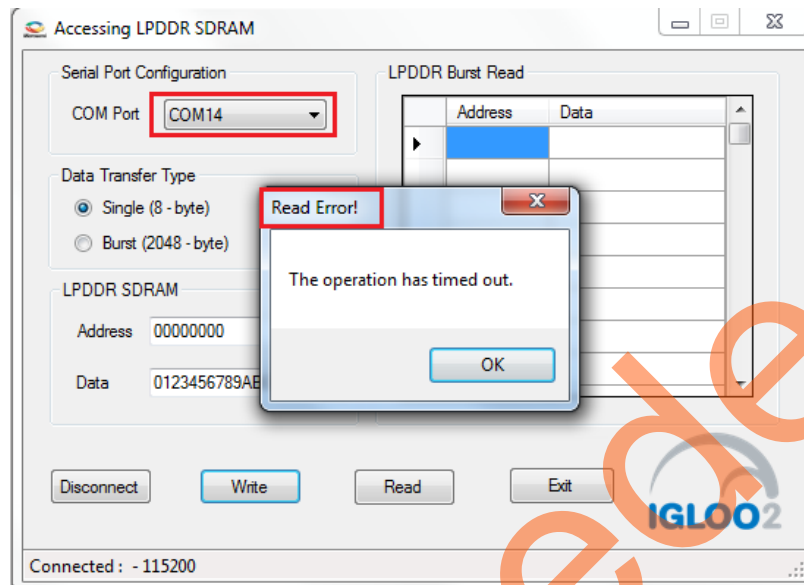 Accessing LPDDR SDRAM
Serial Port Configuration
COM Port
COM14
LPDDR Burst Read
Address Data
Data Transfer Type
Single (8 - byte)
Burst (2048 - byte)
Read Error!
The operation has timed out.
OK
LPDDR SDRAM
Address 00000000
Data 0123456789AB
Disconnect Write Read Exit
IGLOO2
Connected : - 115200